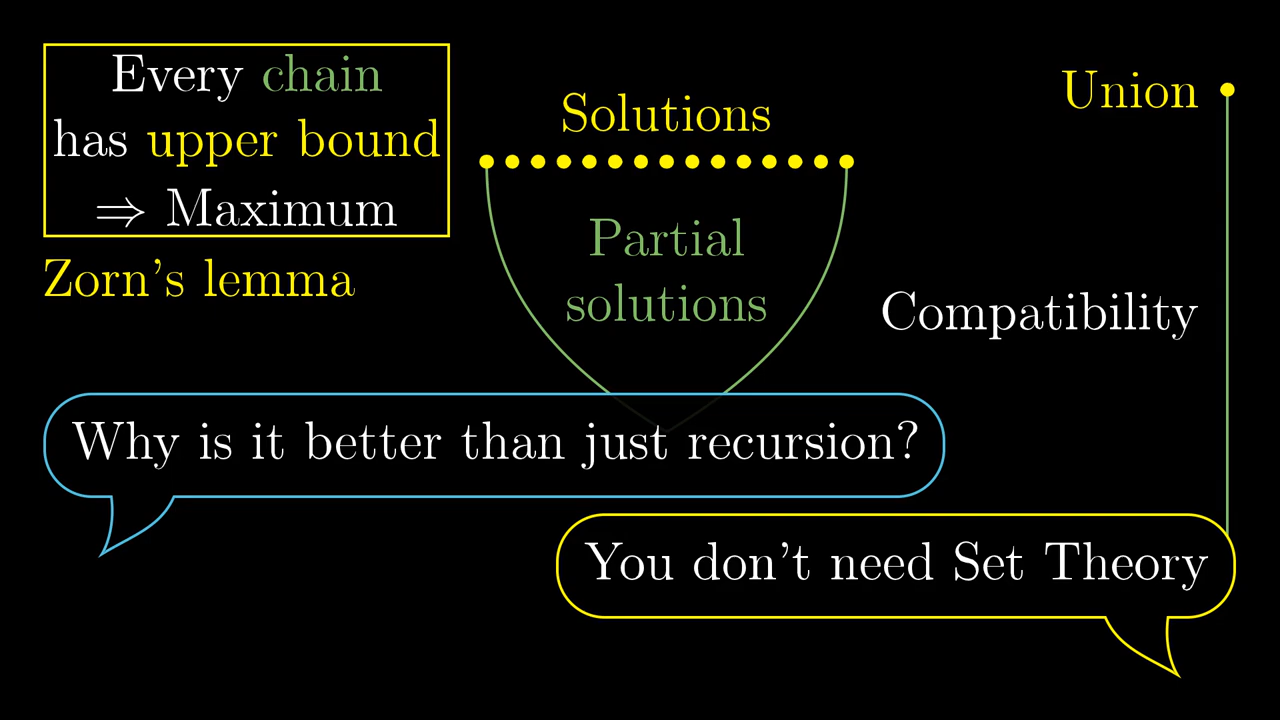 Every chain
has upper bound
⇒ Maximum
Zorn's lemma
Solutions
Partial
solutions
Union
Compatibility
Why is it better than just recursion?
You don't need Set Theory